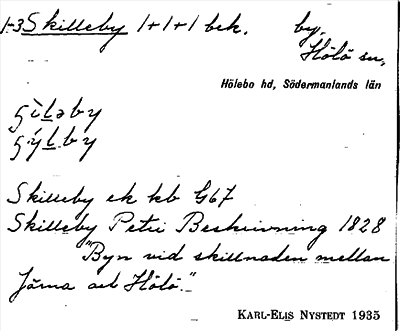 1-3 Skilleby 1+1+1 bek. by,
Hölö sn,
Hölebo hd, Södermanlands län
Skilleby ek kb G67
Skilleby Petri Beskrivning 1828
"Byn vid skillnaden mellan
Järna och Hölö."
KARL-ELIS NYSTEDT 1935